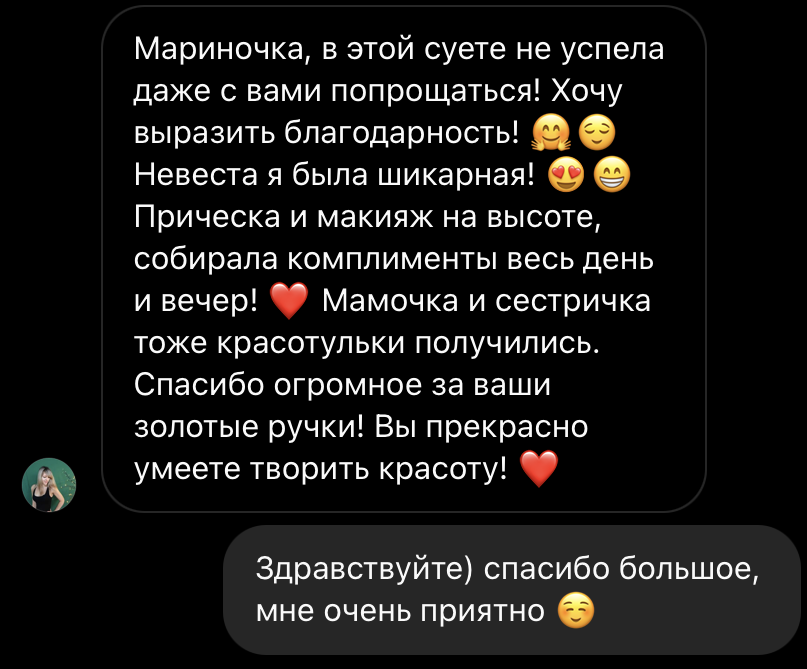 Мариночка, в этой суете не успела
даже с вами попрощаться! Хочу
выразить благодарность! 🤗😌
Невеста я была шикарная! 😍😁
Прическа и макияж на высоте,
собирала комплименты весь день
и вечер! ❤️ Мамочка и сестричка
тоже красотульки получились.
Спасибо огромное за ваши
золотые ручки! Вы прекрасно
умеете творить красоту! ❤️
Здравствуйте) спасибо большое,
мне очень приятно ☺️